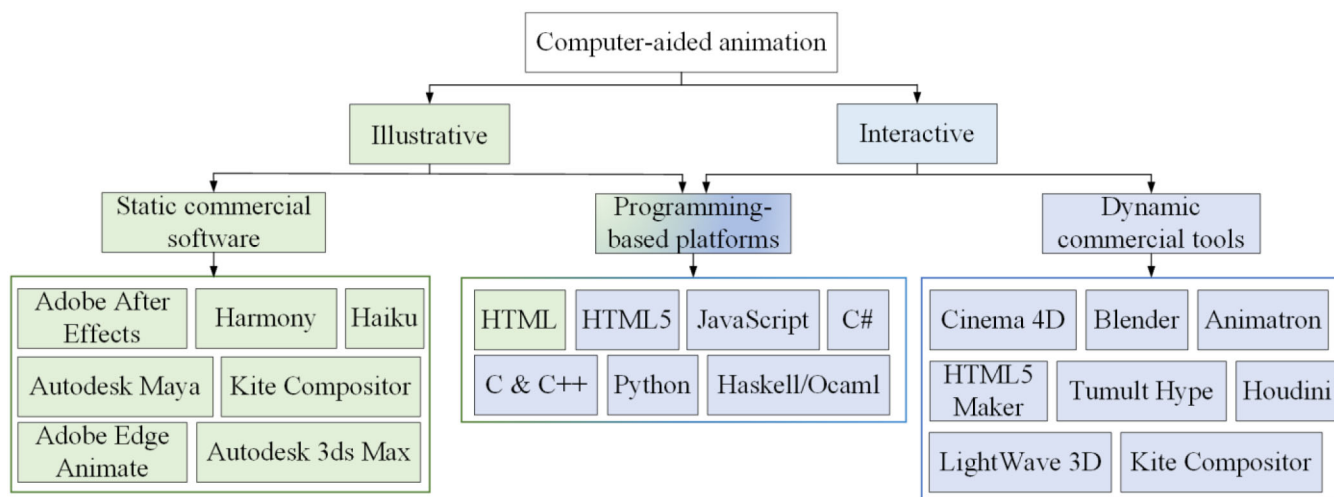 Computer-aided animation
Illustrative
Interactive
Static commercial
software
Programming-
based platforms
Dynamic
commercial tools
Adobe After
Effects
Harmony
Haiku
Autodesk Maya
Kite Compositor
Adobe Edge
Animate
Autodesk 3ds Max
HTML
HTML5
JavaScript
C#
C & C++
Python
Haskell/Ocaml
Cinema 4D
Blender
Animatron
HTML5
Maker
Tumult Hype
Houdini
LightWave 3D
Kite Compositor